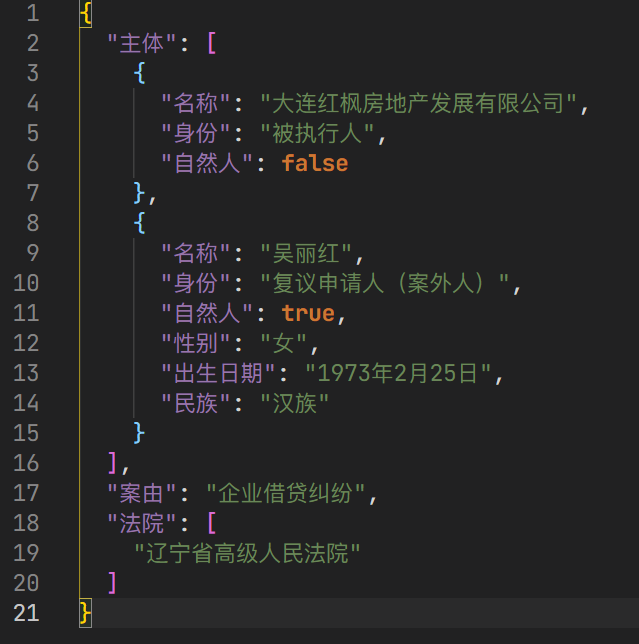 1 {
2   "主体": [
3     {
4       "名称": "大连红枫房地产发展有限公司",
5       "身份": "被执行人",
6       "自然人": false
7     },
8     {
9       "名称": "吴丽红",
10       "身份": "复议申请人（案外人）",
11       "自然人": true,
12       "性别": "女",
13       "出生日期": "1973年2月25日",
14       "民族": "汉族"
15     }
16   ],
17   "案由": "企业借贷纠纷",
18   "法院": [
19     "辽宁省高级人民法院"
20   ]
21 }